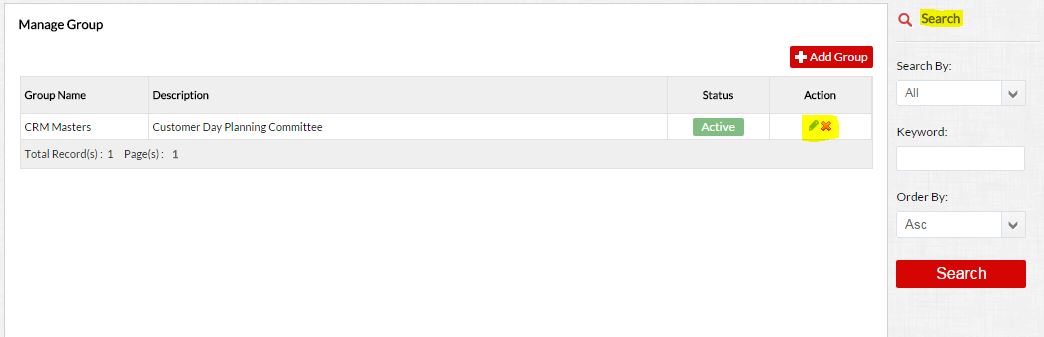 Manage Group
Add Group
Group Name Description Status Action
CRM Masters Customer Day Planning Committee Active
Total Record(s) : 1 Page(s) : 1
Search
Search By:
All
Keyword:
Order By:
Asc
Search